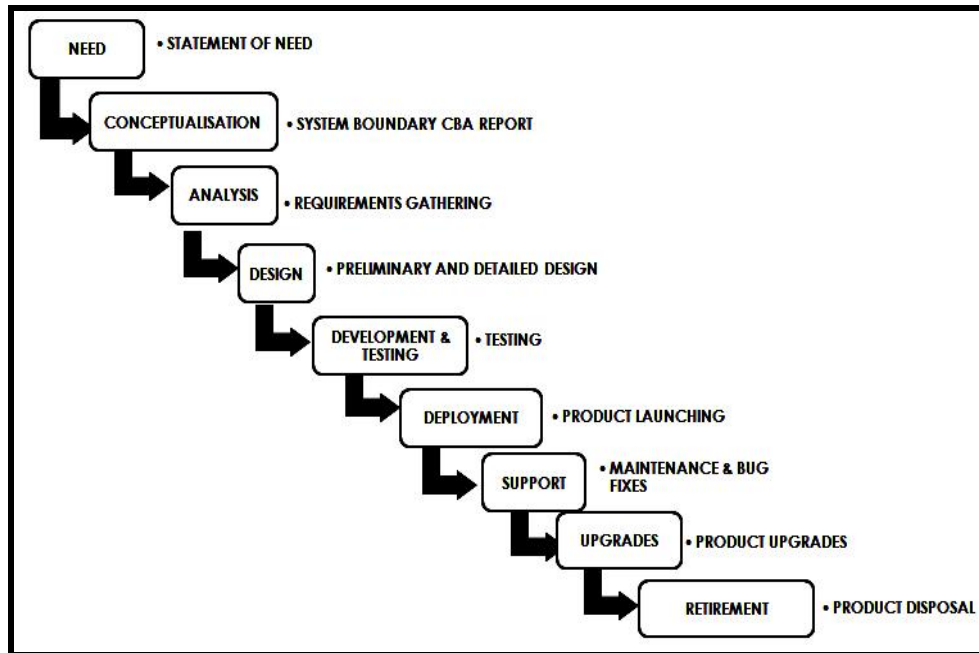 NEED
• STATEMENT OF NEED
CONCEPTUALISATION
• SYSTEM BOUNDARY CBA REPORT
ANALYSIS
• REQUIREMENTS GATHERING
DESIGN
• PRELIMINARY AND DETAILED DESIGN
DEVELOPMENT &
TESTING
• TESTING
DEPLOYMENT
• PRODUCT LAUNCHING
SUPPORT
• MAINTENANCE & BUG
FIXES
UPGRADES
• PRODUCT UPGRADES
RETIREMENT
• PRODUCT DISPOSAL